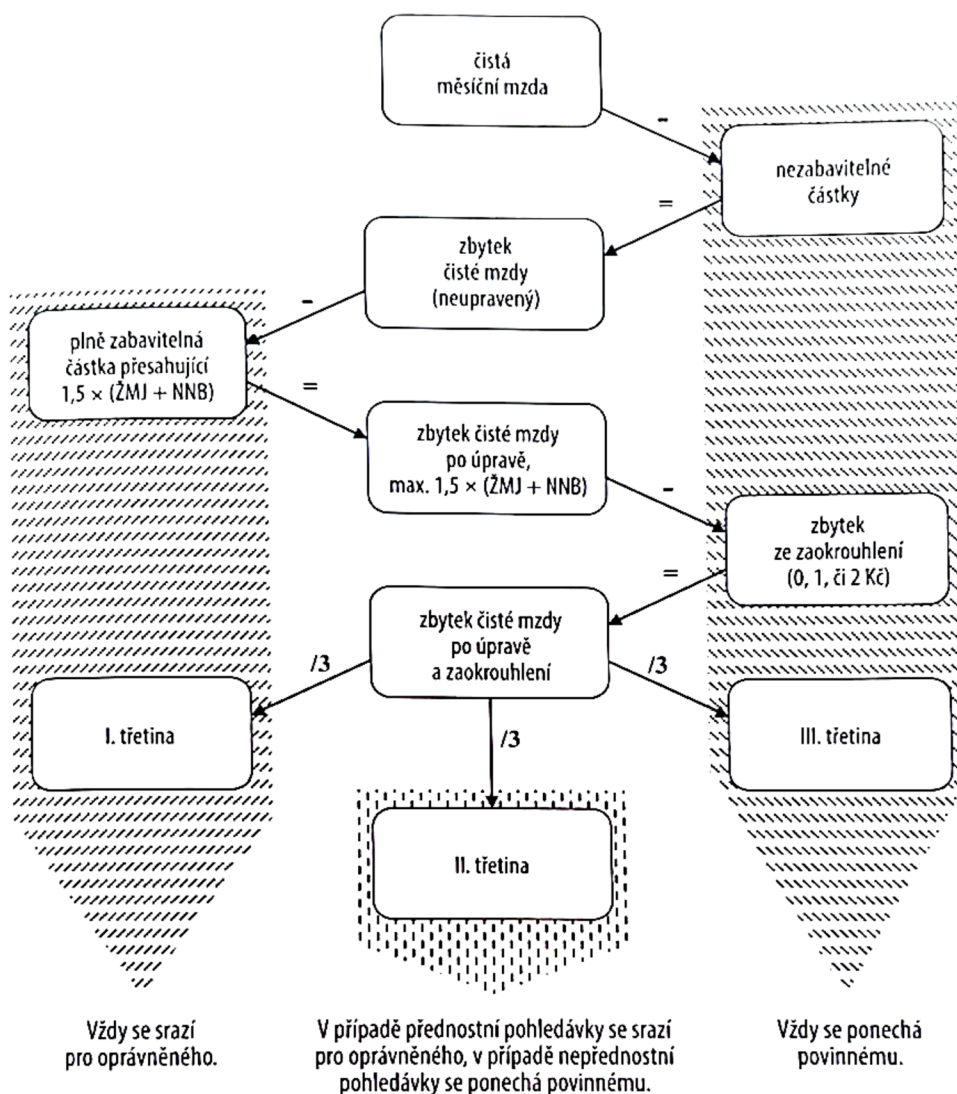 čistá
měsíční mzda
-
nezabavitelné
částky
=
zbytek
čisté mzdy
(neupravený)
-
plně zabavitelná
částka přesahující
1,5 × (ŽMJ + NNB)
=
zbytek čisté mzdy
po úpravě,
max. 1,5 × (ŽMJ + NNB)
-
zbytek
ze zaokrouhlení
(0, 1, či 2 Kč)
=
zbytek čisté mzdy
po úpravě
a zaokrouhlení
/3
/3
/3
I. třetina
III. třetina
II. třetina
Vždy se srazí
pro oprávněného.
V případě přednostní pohledávky se srazí
pro oprávněného, v případě nepřednostní
pohledávky se ponechá povinnému.
Vždy se ponechá
povinnému.